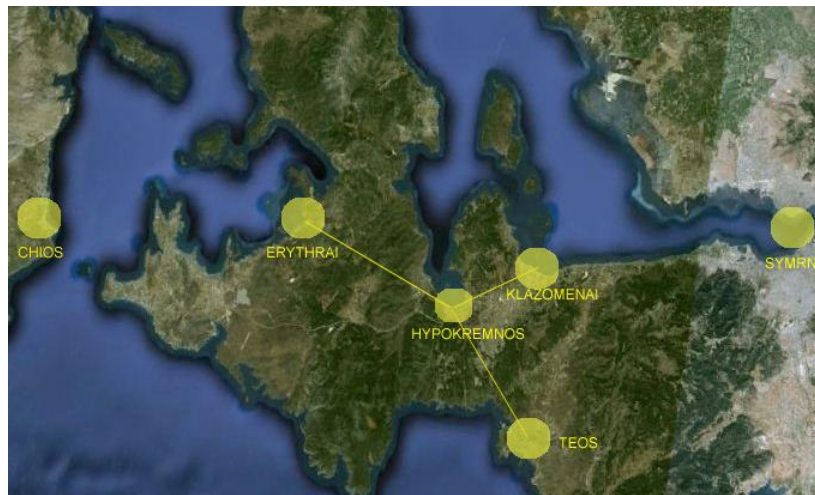 CHIOS
ERYTHRAI
SYMRN
KLAZOMENAI
HYPOKREMNOS
TEOS